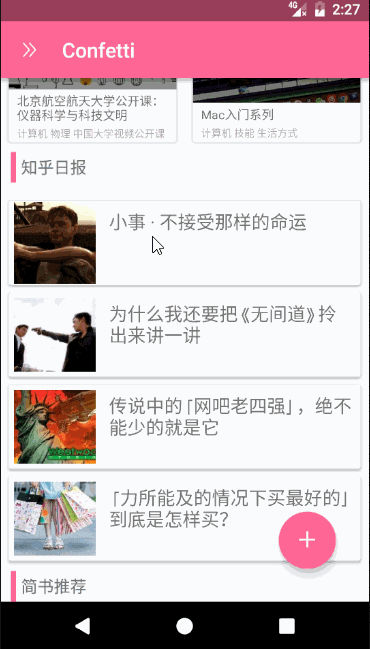 4G 2:27
Confetti
北京航空航天大学公开课：
仪器科学与科技文明
计算机 物理 中国大学视频公开课
Mac入门系列
计算机 技能 生活方式
知乎日报
小事 · 不接受那样的命运
为什么我还要把《无间道》拎
出来讲一讲
传说中的「网吧老四强」，绝不
能少的就是它
「力所能及的情况下买最好的」
到底是怎样买？
简书推荐